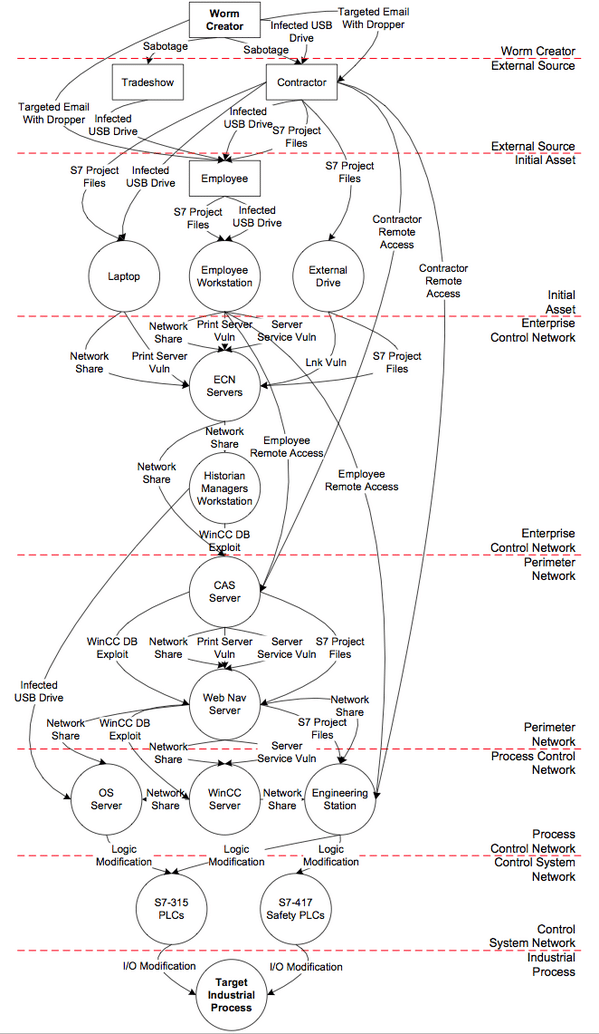 Worm
Creator
Targeted Email
With Dropper
Infected USB
Drive
Sabotage
Sabotage
Worm Creator
External Source
Tradeshow
Contractor
Targeted Email
With Dropper
Infected
USB Drive
Infected
USB Drive
S7 Project
Files
External Source
Initial Asset
S7 Project
Files
Infected
USB Drive
Employee
S7 Project
Files
S7 Project
Files
Infected
USB Drive
Contractor
Remote
Access
Contractor
Remote
Access
Laptop
Employee
Workstation
External
Drive
Initial
Asset
Enterprise
Control Network
Network
Share
Print Server
Vuln
Server
Service Vuln
Network
Share
Print Server
Vuln
Lnk Vuln
S7 Project
Files
ECN
Servers
Network
Share
Employee
Remote Access
Network
Share
Historian
Managers
Workstation
Employee
Remote Access
WinCC DB
Exploit
Enterprise
Control Network
Perimeter
Network
CAS
Server
WinCC DB
Exploit
Network
Share
Print Server
Vuln
Server
Service Vuln
S7 Project
Files
Infected
USB Drive
Web Nav
Server
Network
Share
Network
Share
WinCC DB
Exploit
S7 Project
Files
Network
Share
Server
Service Vuln
Perimeter
Network
Process Control
Network
OS
Server
Network
Share
WinCC
Server
Network
Share
Engineering
Station
Process
Control Network
Control System
Network
Logic
Modification
Logic
Modification
Logic
Modification
S7-315
PLCs
S7-417
Safety PLCs
Control
System Network
Industrial
Process
I/O Modification
I/O Modification
Target
Industrial
Process